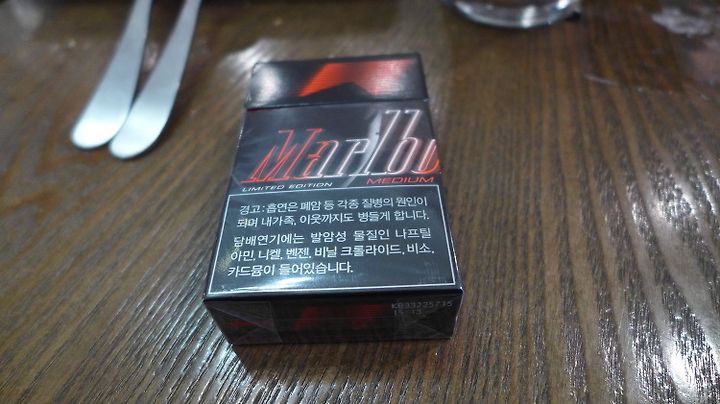 Marlbo
LIMITED EDITION MEDIUM
경고 : 흡연은 폐암 등 각종 질병의 원인이
되며 내가족, 이웃까지도 병들게 합니다.
담배연기에는 발암성 물질인 나프틸
아민, 니켈, 벤젠, 비닐 크롤라이드, 비소,
카드뮴이 들어있습니다.